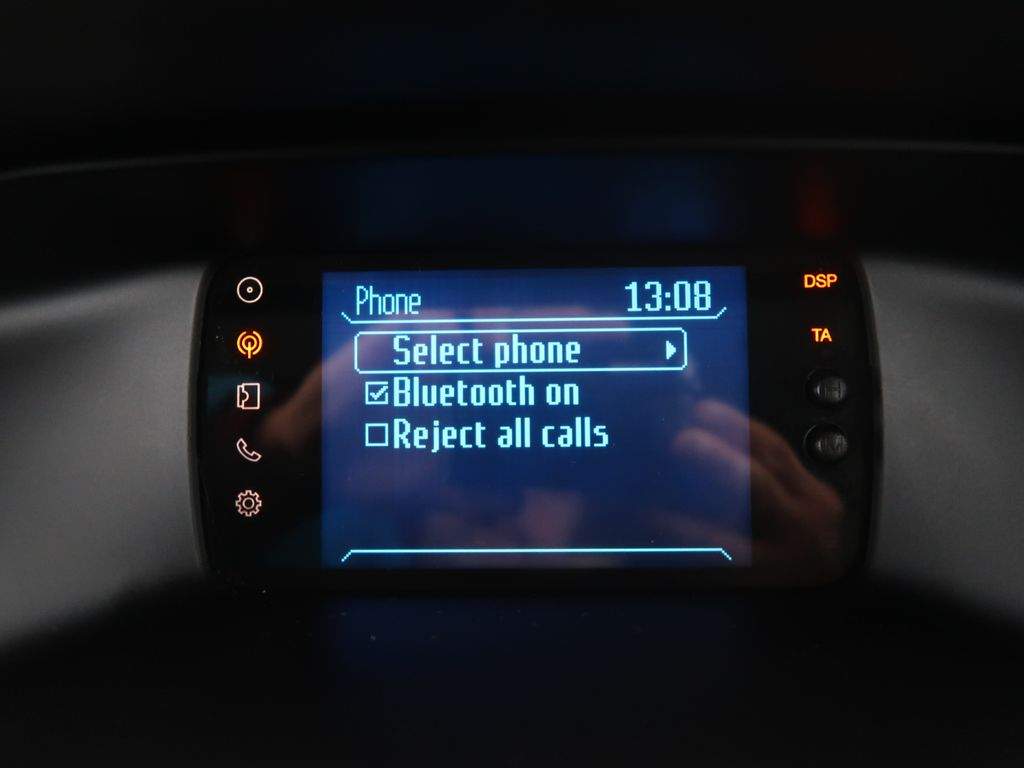 Phone 13:08
DSP
Select phone
TA
Bluetooth on
Reject all calls
H
M